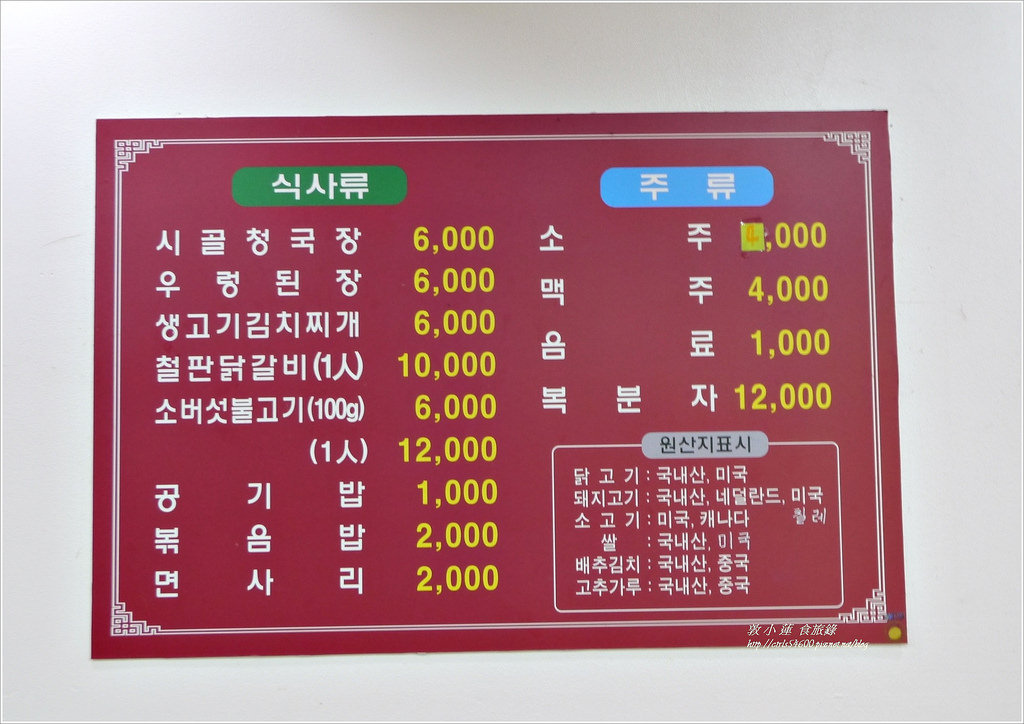 식사류
시골청국장 6,000
우렁된장 6,000
생고기김치찌개 6,000
철판닭갈비(1人) 10,000
소버섯불고기(100g) 6,000
(1人) 12,000
공기밥 1,000
볶음밥 2,000
면사리 2,000
주류
소주 4,000
맥주 4,000
음료 1,000
복분자 12,000
원산지표시
닭고기 : 국내산, 미국
돼지고기 : 국내산, 네덜란드, 미국
칠레
소고기 : 미국, 캐나다
쌀 : 국내산, 미국
배추김치 : 국내산, 중국
고추가루 : 국내산, 중국
敦小蓮 食旅錄